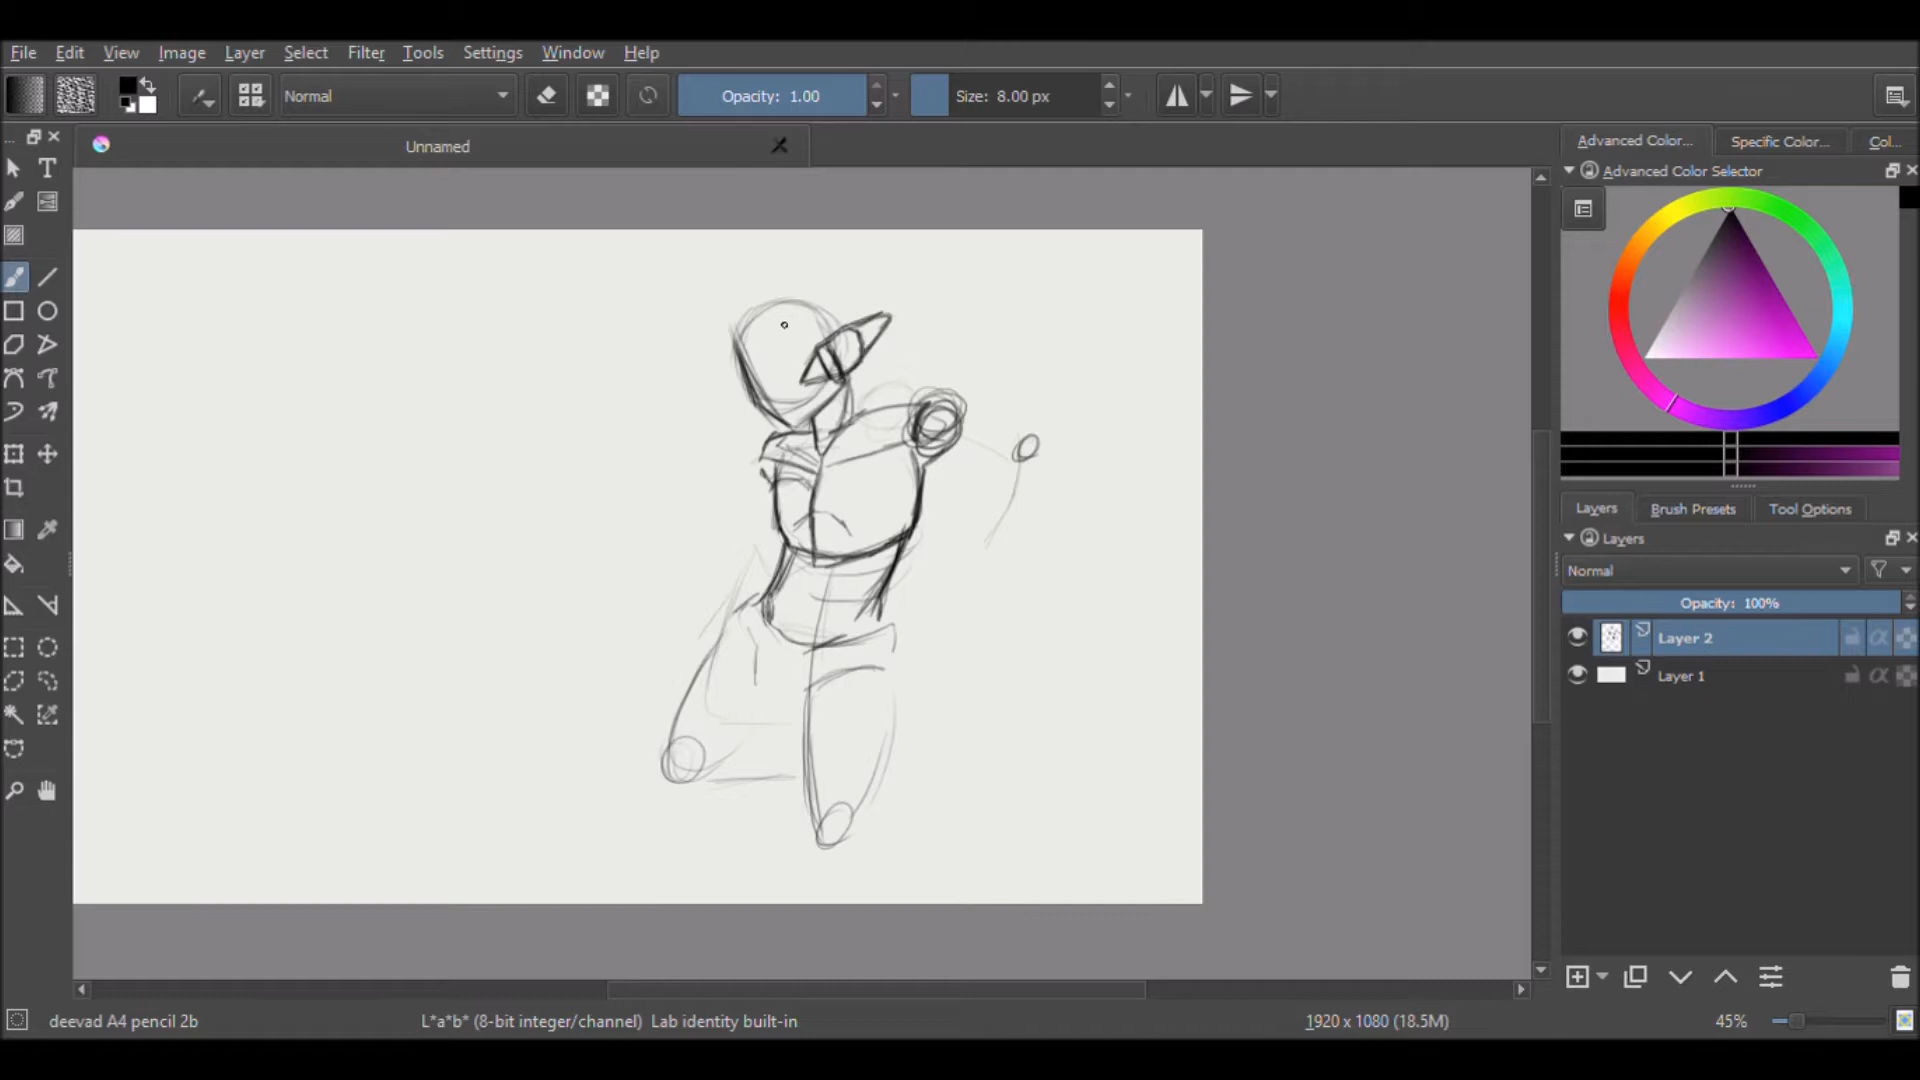 File Edit View Image Layer Select Filter Tools Settings Window Help
Normal Opacity: 1.00 Size: 8.00 px
Unnamed
Advanced Color... Specific Color... Col...
Advanced Color Selector
Layers Brush Presets Tool Options
Layers
Normal
Opacity: 100%
Layer 2
Layer 1
deevad A4 pencil 2b L*a*b* (8-bit integer/channel) Lab identity built-in 1920 x 1080 (18.5M) 45%